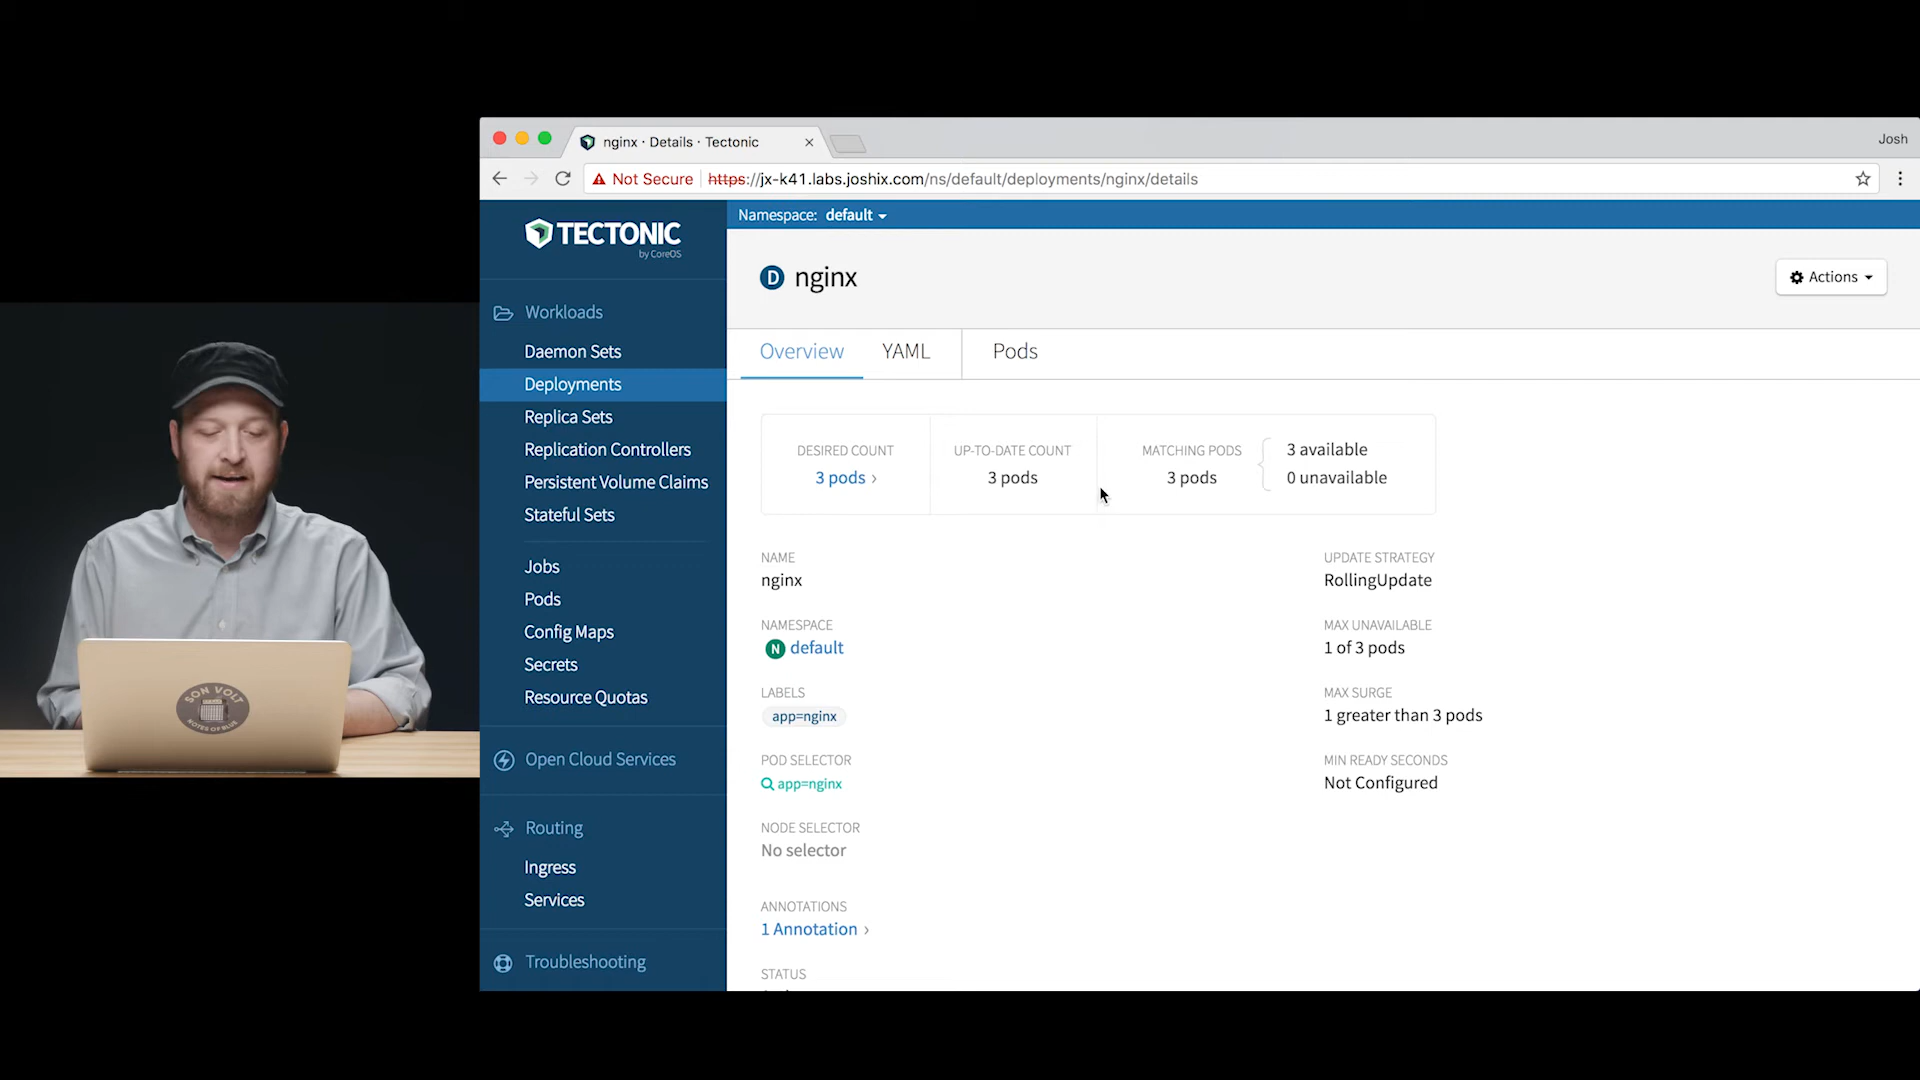 nginx · Details · Tectonic
Josh
Not Secure https://jx-k41.labs.joshix.com/ns/default/deployments/nginx/details
TECTONIC
by CoreOS
Namespace: default
D nginx
Actions
Workloads
Daemon Sets
Deployments
Replica Sets
Replication Controllers
Persistent Volume Claims
Stateful Sets
Jobs
Pods
Config Maps
Secrets
Resource Quotas
Open Cloud Services
Routing
Ingress
Services
Troubleshooting
Overview YAML Pods
DESIRED COUNT
3 pods ›
UP-TO-DATE COUNT
3 pods
MATCHING PODS
3 pods
3 available
0 unavailable
NAME
nginx
NAMESPACE
N default
LABELS
app=nginx
POD SELECTOR
app=nginx
NODE SELECTOR
No selector
ANNOTATIONS
1 Annotation ›
STATUS
UPDATE STRATEGY
RollingUpdate
MAX UNAVAILABLE
1 of 3 pods
MAX SURGE
1 greater than 3 pods
MIN READY SECONDS
Not Configured
SON VOLT
NOTES OF BLUE